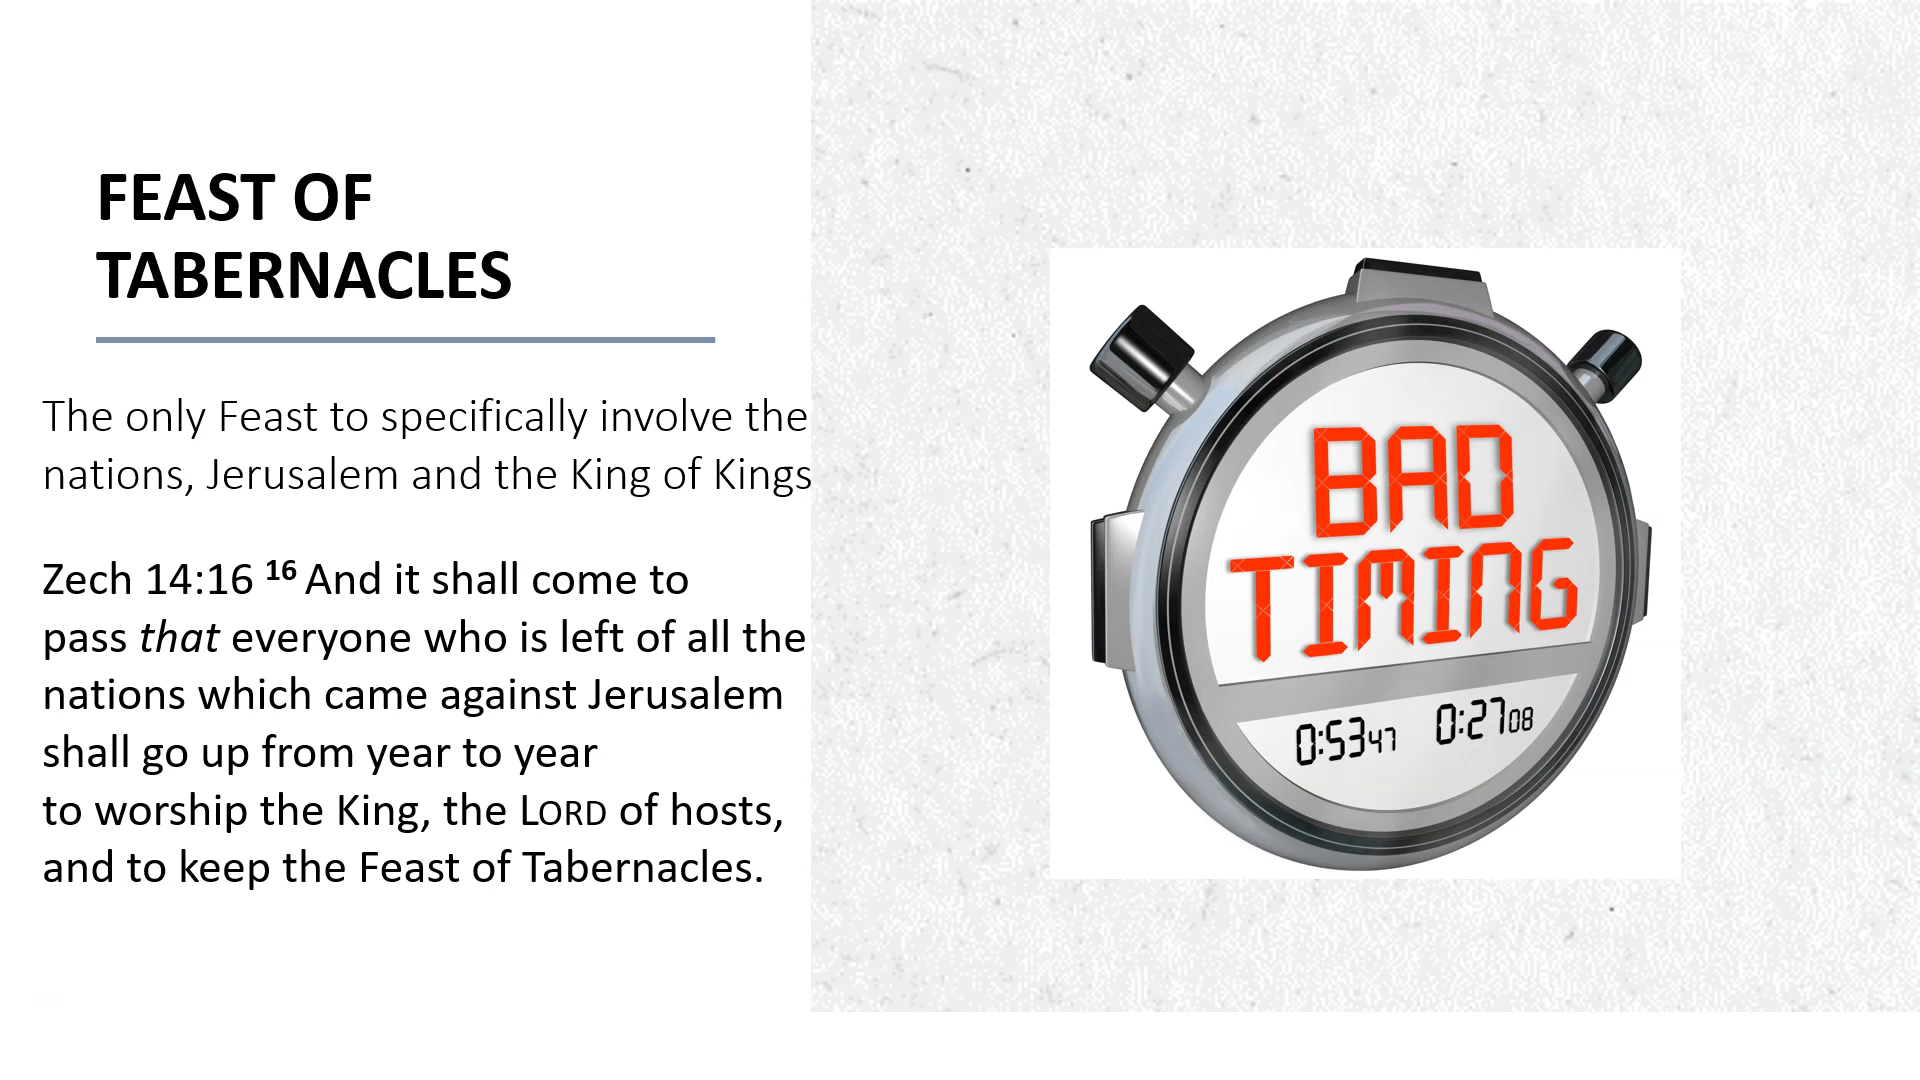 FEAST OF
TABERNACLES
The only Feast to specifically involve the
nations, Jerusalem and the King of Kings
Zech 14:16 16 And it shall come to
pass that everyone who is left of all the
nations which came against Jerusalem
shall go up from year to year
to worship the King, the LORD of hosts,
and to keep the Feast of Tabernacles.
BAD
TIMING
0:5347 0:2708